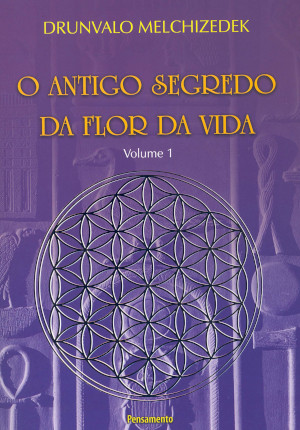 DRUNVALO MELCHIZEDEK
O ANTIGO SEGREDO
DA FLOR DA VIDA
Volume 1
Pensamento